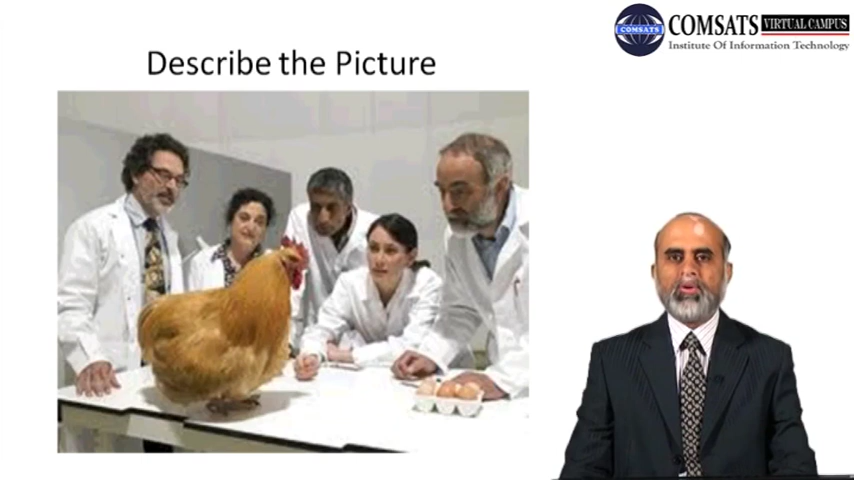 COMSATS VIRTUAL CAMPUS
COMSATS
Institute Of Information Technology
Describe the Picture